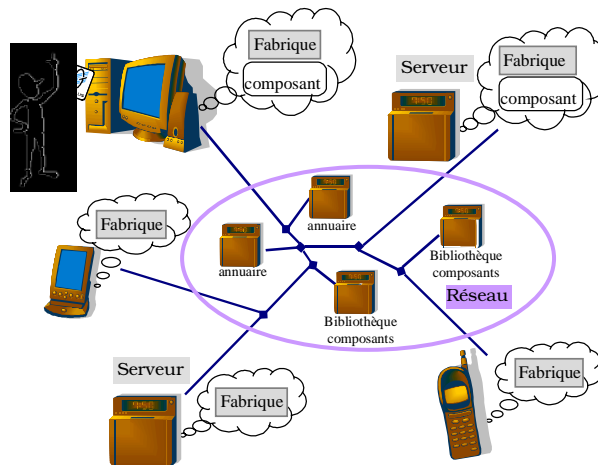 Fabrique
composant
Serveur
Fabrique
composant
Fabrique
annuaire
annuaire
Bibliothèque
composants
Bibliothèque
composants
Réseau
Serveur
Fabrique
Fabrique